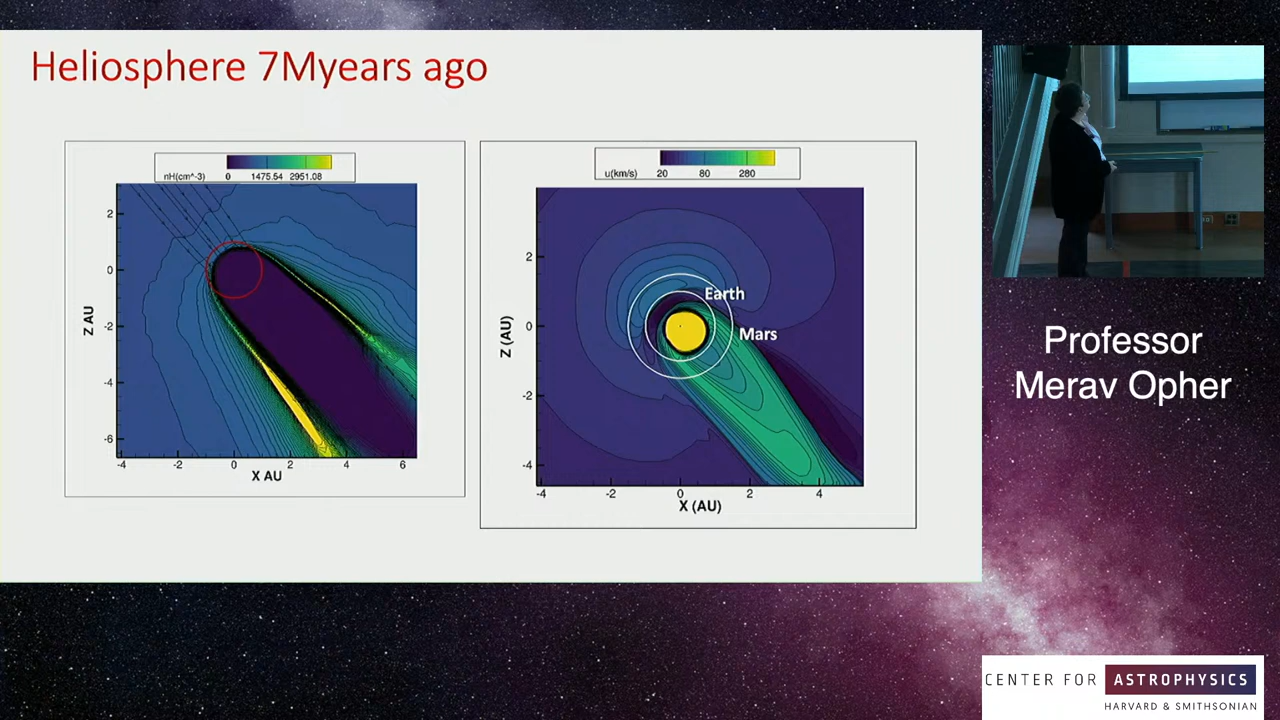 Heliosphere 7Myears ago
nH(cm^-3)
0 1475.54 2951.08
2
0
-2
-4
-6
Z AU
-4 -2 0 2 4 6
X AU
u(km/s)
20 80 280
2
0
-2
-4
Z (AU)
Earth
Mars
-4 -2 0 2 4
X (AU)
Professor
Merav Opher
CENTER FOR ASTROPHYSICS
HARVARD & SMITHSONIAN